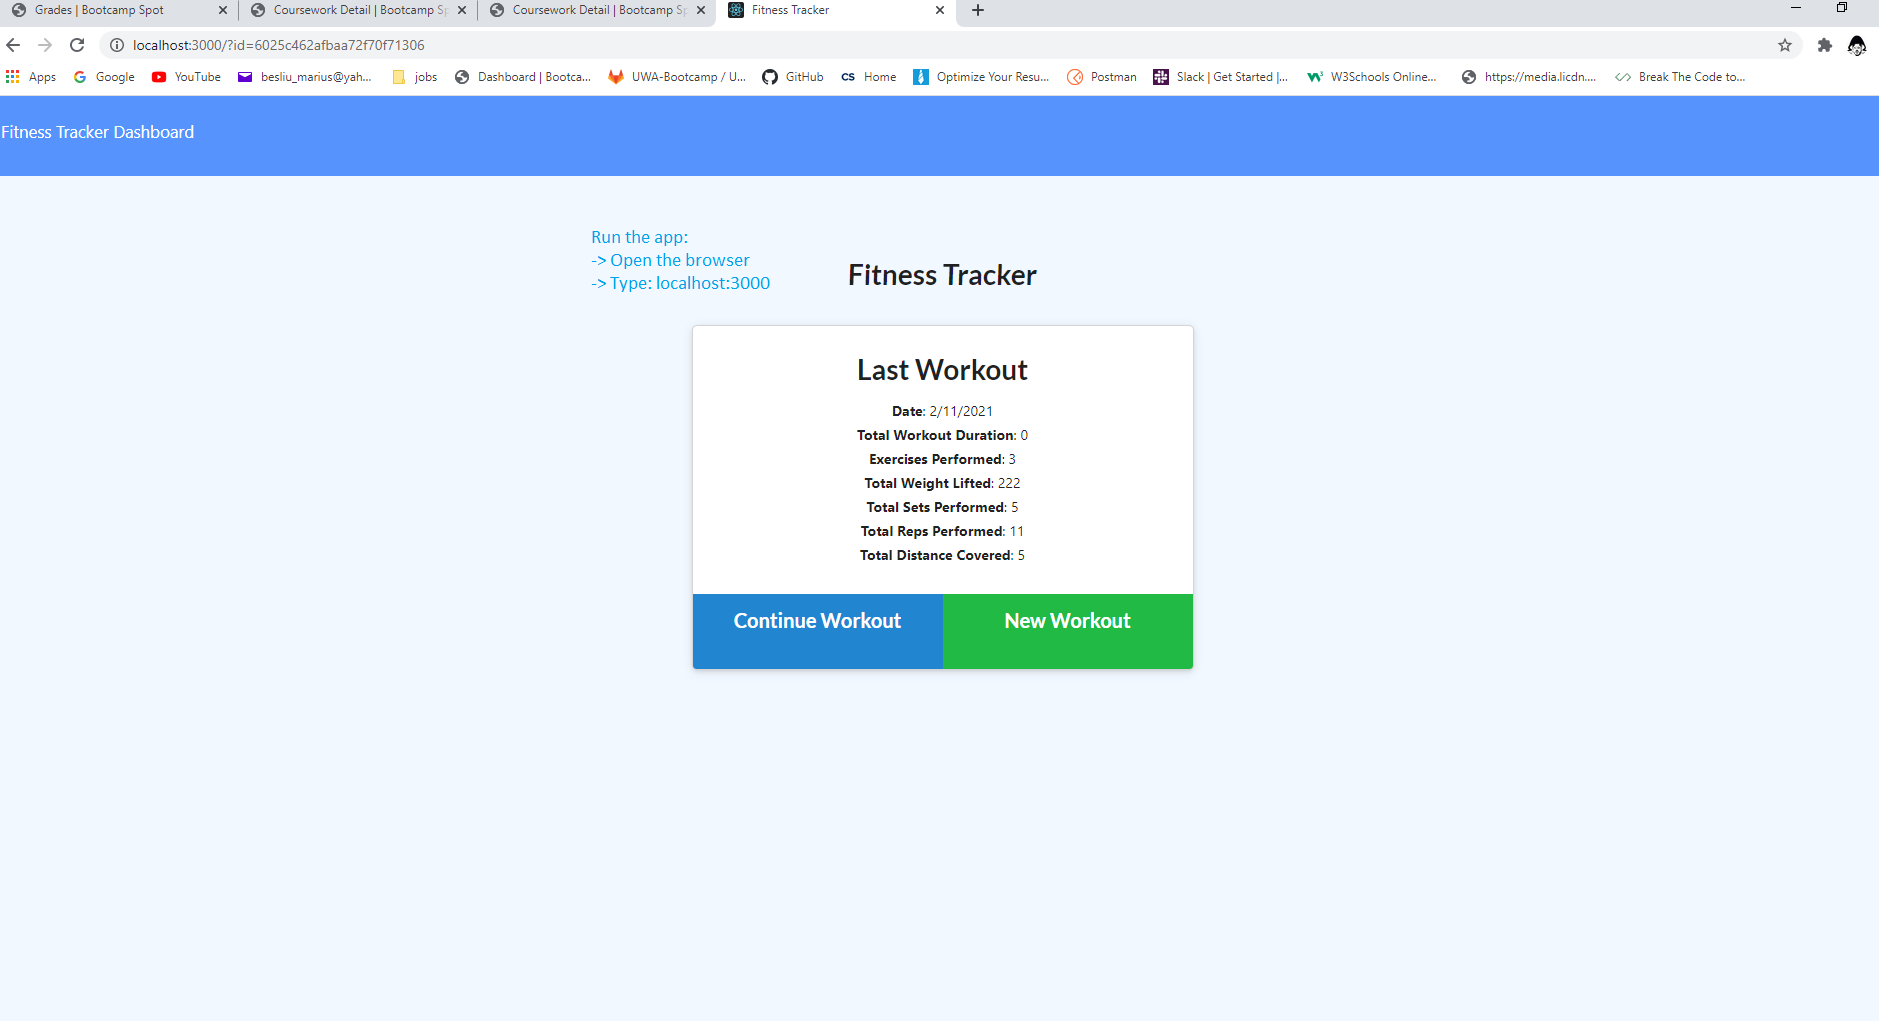 Grades | Bootcamp Spot
Coursework Detail | Bootcamp Sp
Coursework Detail | Bootcamp Sp
Fitness Tracker
localhost:3000/?id=6025c462afbaa72f70f71306
Apps
Google
YouTube
besliu_marius@yah...
jobs
Dashboard | Bootca...
UWA-Bootcamp / U...
GitHub
CS Home
Optimize Your Resu...
Postman
Slack | Get Started |...
W3Schools Online...
https://media.licdn....
Break The Code to...
Fitness Tracker Dashboard
Run the app:
-> Open the browser
-> Type: localhost:3000
Fitness Tracker
Last Workout
Date: 2/11/2021
Total Workout Duration: 0
Exercises Performed: 3
Total Weight Lifted: 222
Total Sets Performed: 5
Total Reps Performed: 11
Total Distance Covered: 5
Continue Workout
New Workout